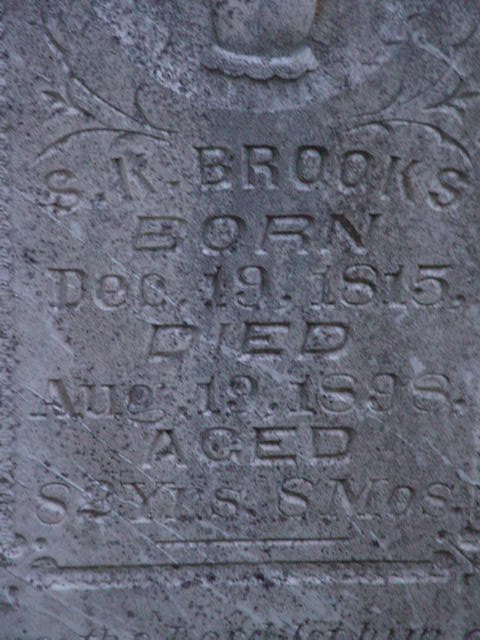 S. K. BROOKS
BORN
Dec. 19. 1815.
DIED
Aug. 19. 1898.
AGED
82 Yrs. 8 Mos.